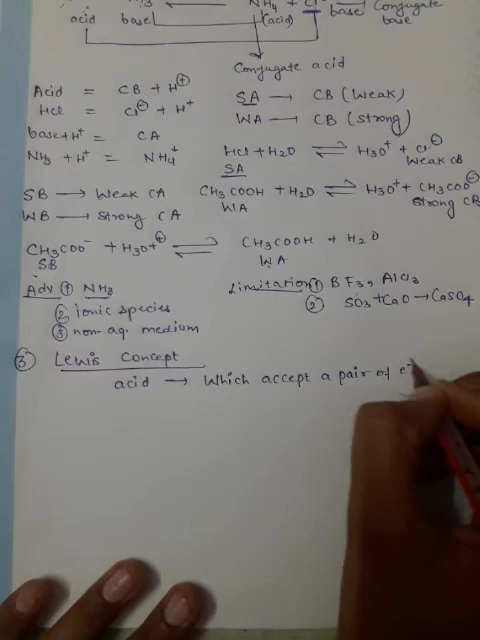 NH4 + Cl
acid base (acid) base Conjugate base
Conjugate acid
Acid = CB + H⊕
HCl = Cl⊖ + H+
base + H+ = CA
NH3 + H+ = NH4+
SA → CB (Weak)
WA → CB (strong)
HCl + H2O ⇌ H3O+ + Cl⊖
SA Weak CB
SB → Weak CA
WB → strong CA
CH3COOH + H2O ⇌ H3O+ + CH3COO⊖
WA Strong CB
CH3COO- + H3O+⊕ ⇌ CH3COOH + H2O
SB WA
Adv ① NH3
② ionic species
③ non-aq. medium
Limitation ① BF3, AlCl3
② SO3 + CaO → CaSO4
③ Lewis Concept
acid → Which accept a pair of e-